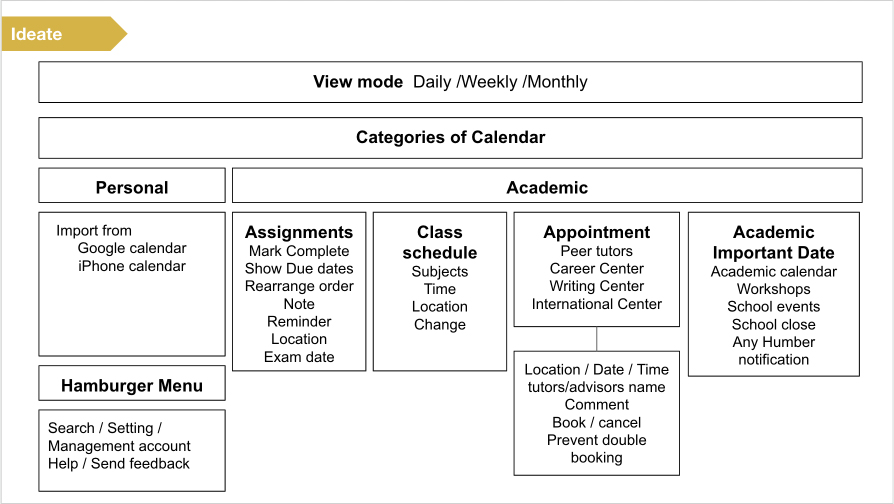 Ideate
View mode Daily /Weekly /Monthly
Categories of Calendar
Personal
Academic
Import from
Google calendar
iPhone calendar
Assignments
Mark Complete
Show Due dates
Rearrange order
Note
Reminder
Location
Exam date
Class
schedule
Subjects
Time
Location
Change
Appointment
Peer tutors
Career Center
Writing Center
International Center
Academic
Important Date
Academic calendar
Workshops
School events
School close
Any Humber
notification
Location / Date / Time
tutors/advisors name
Comment
Book / cancel
Prevent double
booking
Hamburger Menu
Search / Setting /
Management account
Help / Send feedback